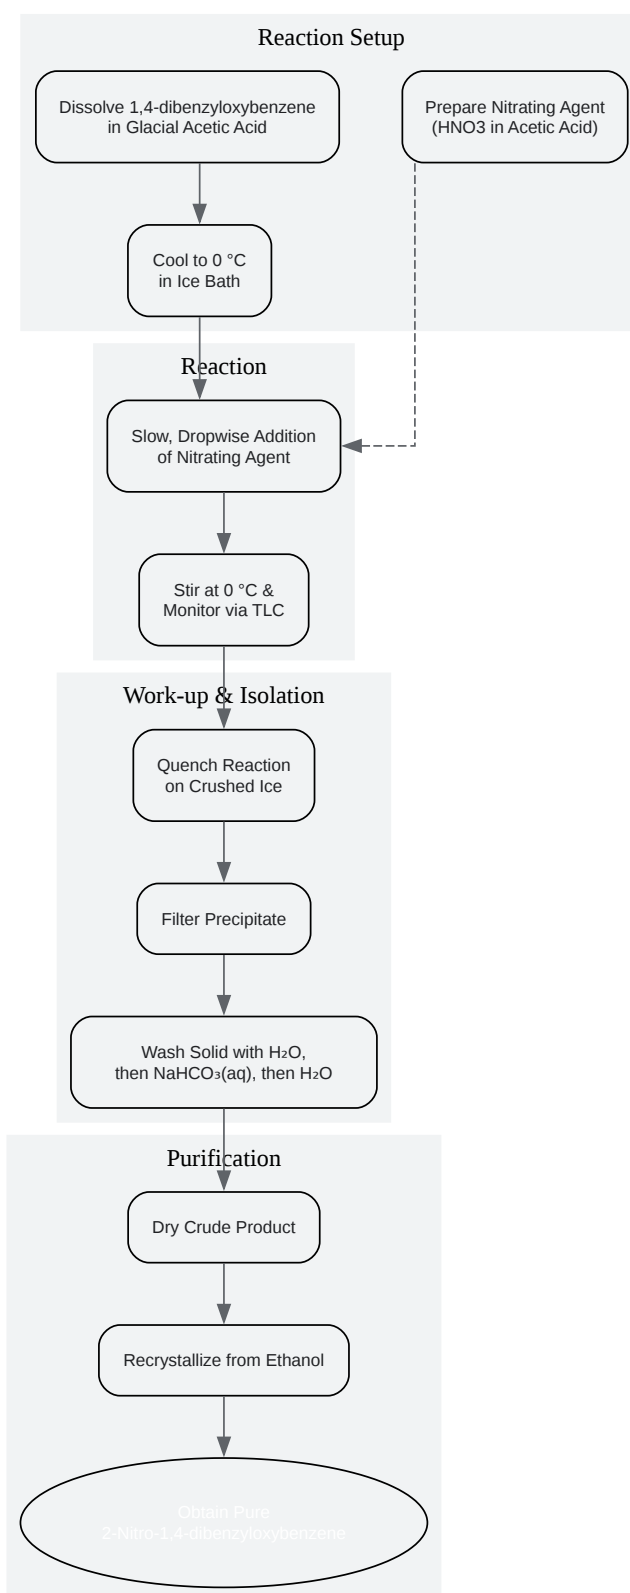 Reaction Setup
Dissolve 1,4-dibenzyloxybenzene
in Glacial Acetic Acid
Prepare Nitrating Agent
(HNO3 in Acetic Acid)
Cool to 0 °C
in Ice Bath
Reaction
Slow, Dropwise Addition
of Nitrating Agent
Stir at 0 °C &
Monitor via TLC
Work-up & Isolation
Quench Reaction
on Crushed Ice
Filter Precipitate
Wash Solid with H₂O,
then NaHCO₃(aq), then H₂O
Purification
Dry Crude Product
Recrystallize from Ethanol
Obtain Pure
2-Nitro-1,4-dibenzyloxybenzene